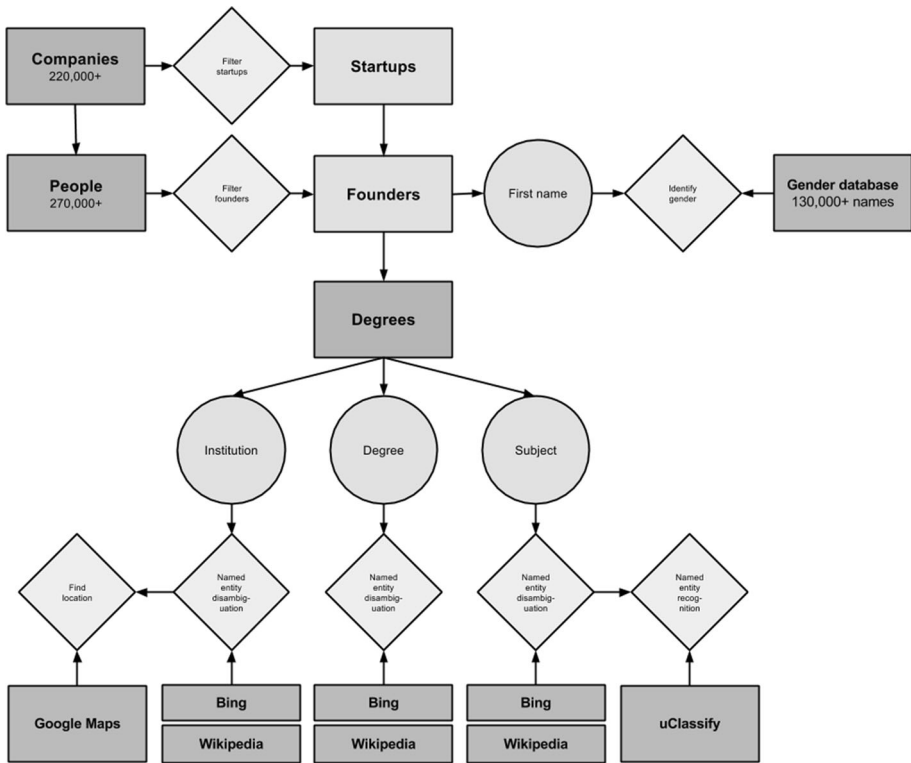 Companies
220,000+
Filter
startups
Startups
People
270,000+
Filter
founders
Founders
First name
Identify
gender
Gender database
130,000+ names
Degrees
Institution
Degree
Subject
Find
location
Named
entity
disambig-
uation
Named
entity
disambig-
uation
Named
entity
disambig-
uation
Named
entity
recog-
nition
Google Maps
Bing
Wikipedia
Bing
Wikipedia
Bing
Wikipedia
uClassify